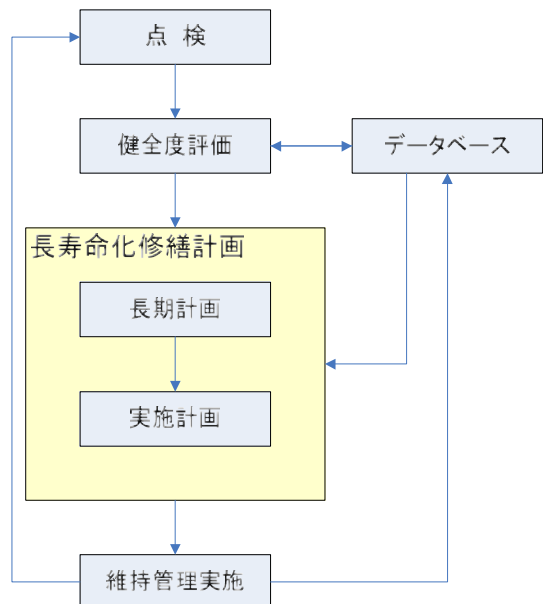 点 検
健全度評価
データベース
長寿命化修繕計画
長期計画
実施計画
維持管理実施